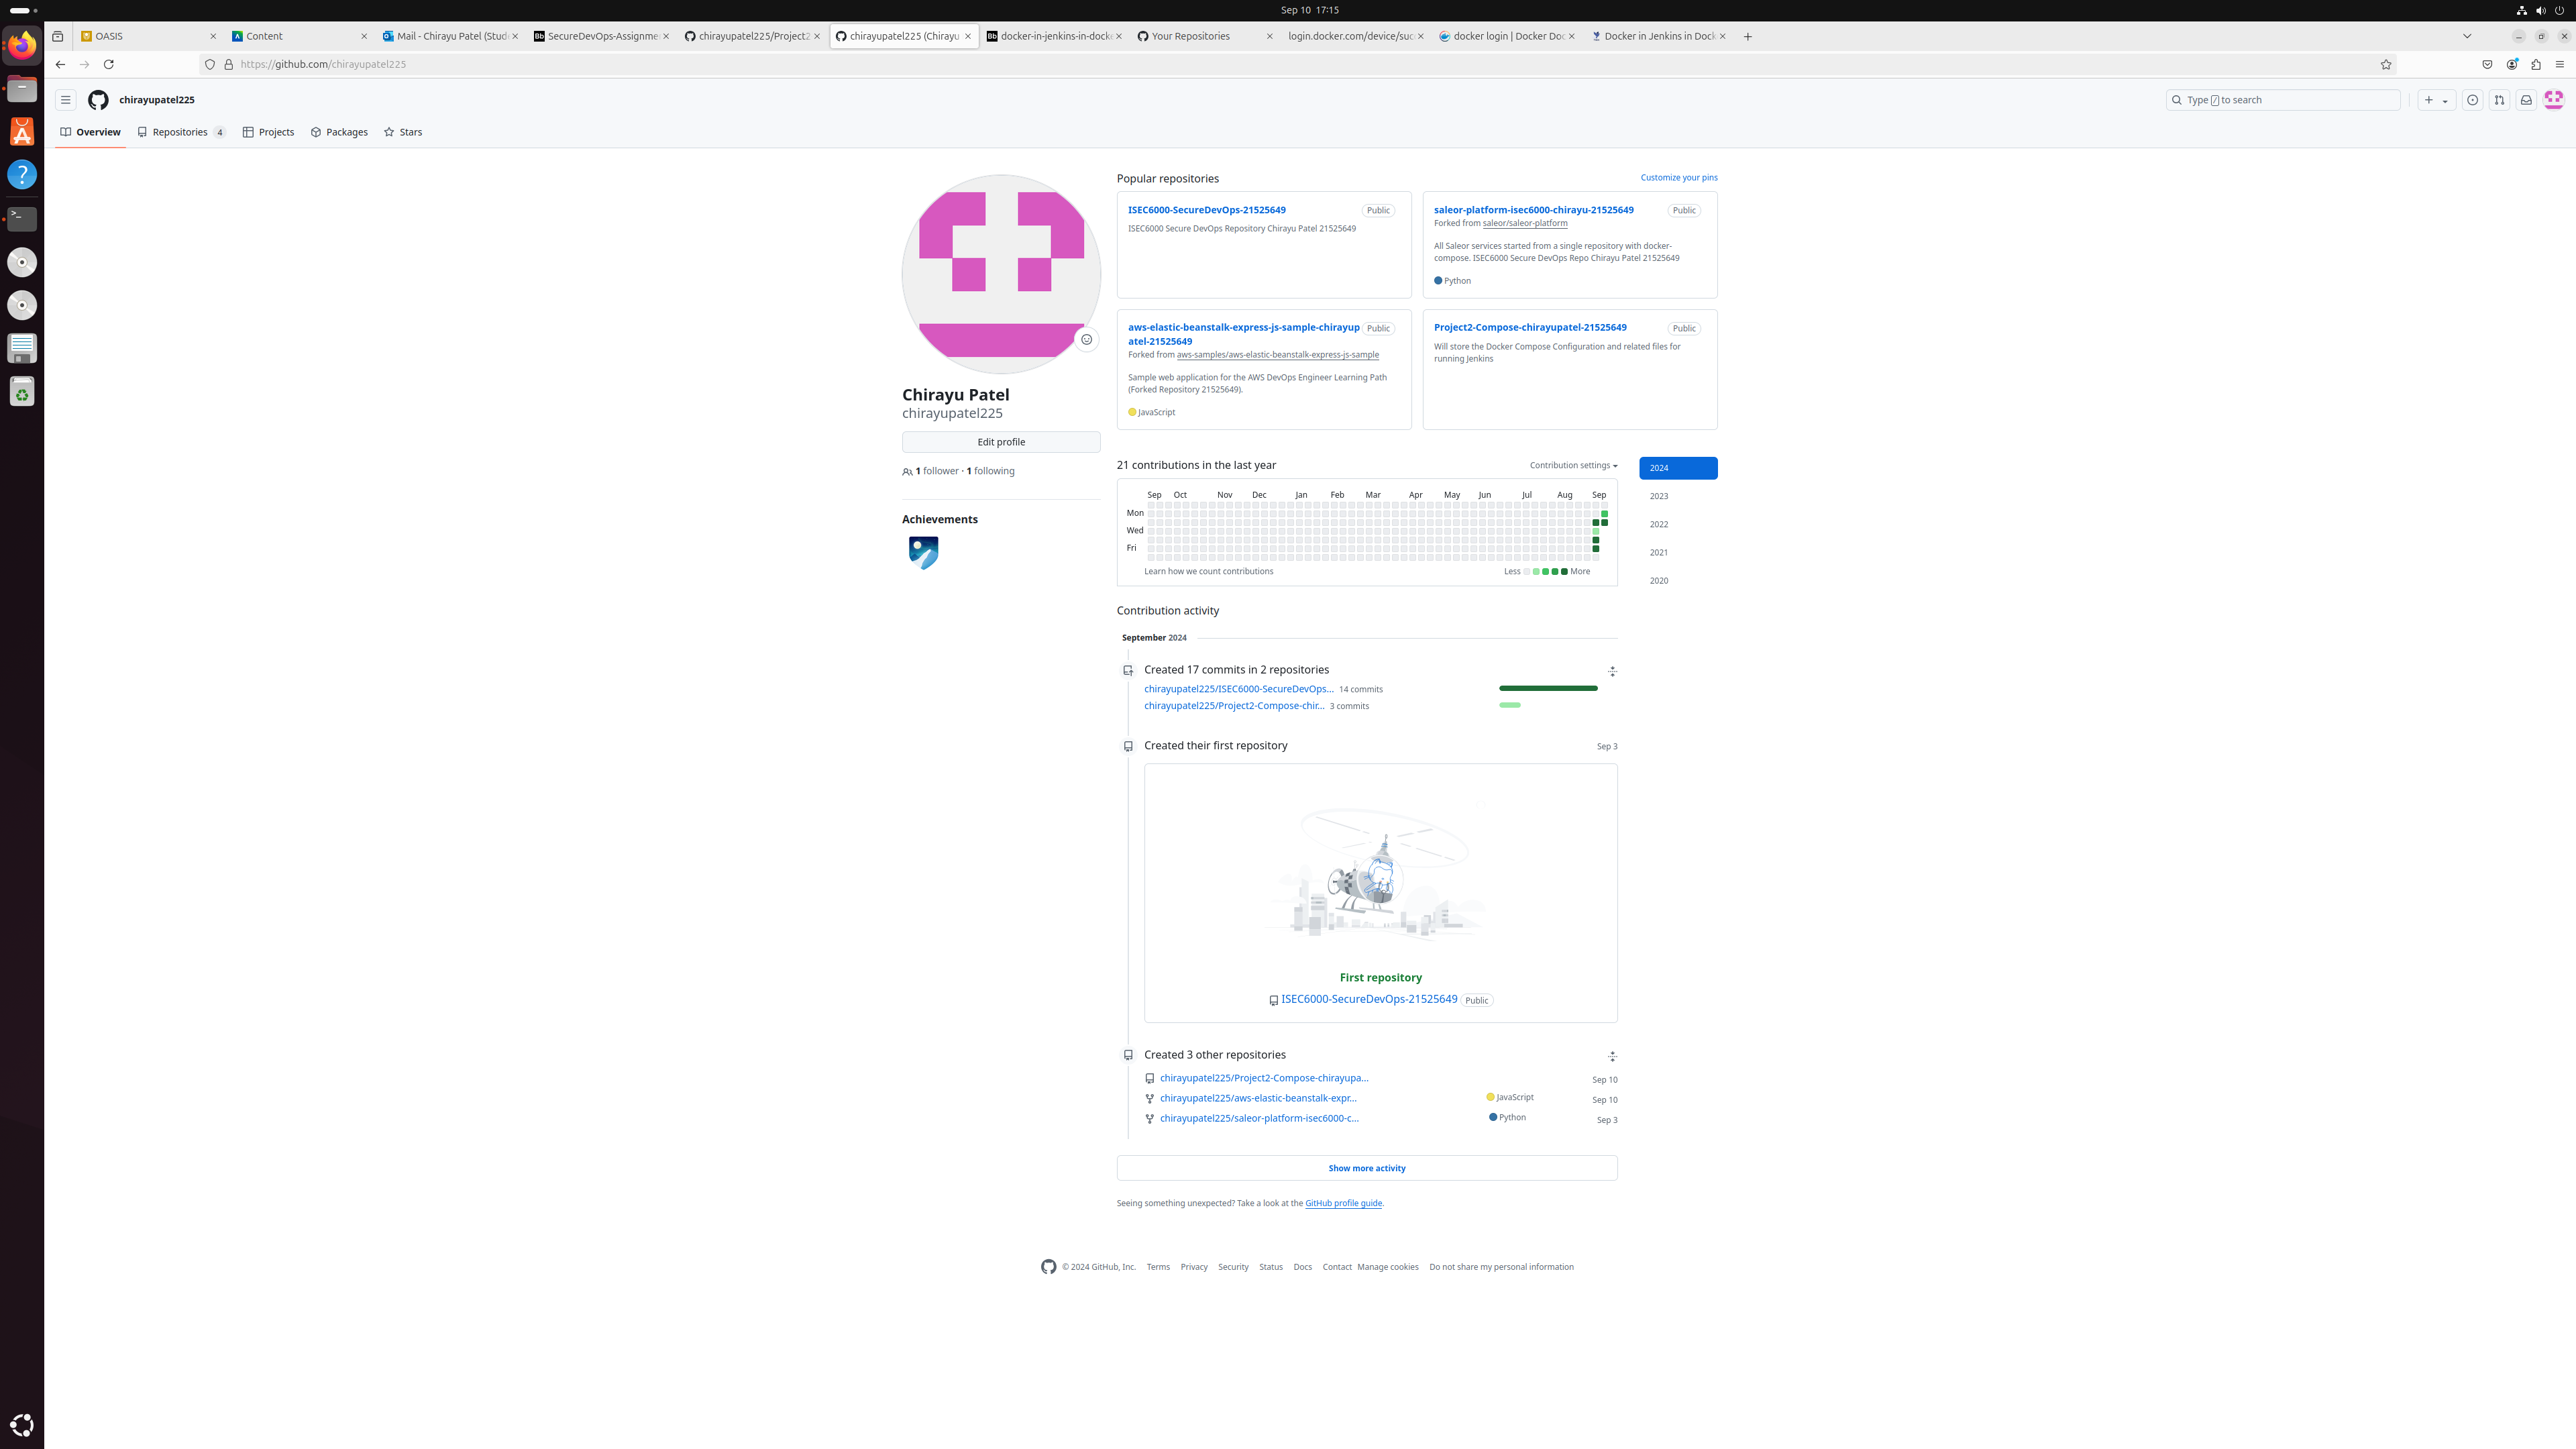 Sep 10 17:15
OASIS
Content
Mail - Chirayu Patel (Stud
SecureDevOps-Assignme
chirayupatel225/Project2
chirayupatel225 (Chirayu
docker-in-jenkins-in-docke
Your Repositories
login.docker.com/device/suc
docker login | Docker Doc
Docker in Jenkins in Dock
https://github.com/chirayupatel225
chirayupatel225
Type / to search
Overview
Repositories 4
Projects
Packages
Stars
Chirayu Patel
chirayupatel225
Edit profile
1 follower · 1 following
Achievements
Popular repositories
Customize your pins
ISEC6000-SecureDevOps-21525649 Public
ISEC6000 Secure DevOps Repository Chirayu Patel 21525649
saleor-platform-isec6000-chirayu-21525649 Public
Forked from saleor/saleor-platform
All Saleor services started from a single repository with docker-
compose. ISEC6000 Secure DevOps Repo Chirayu Patel 21525649
Python
aws-elastic-beanstalk-express-js-sample-chirayup Public
atel-21525649
Forked from aws-samples/aws-elastic-beanstalk-express-js-sample
Sample web application for the AWS DevOps Engineer Learning Path
(Forked Repository 21525649).
JavaScript
Project2-Compose-chirayupatel-21525649 Public
Will store the Docker Compose Configuration and related files for
running Jenkins
21 contributions in the last year
Contribution settings
Sep Oct Nov Dec Jan Feb Mar Apr May Jun Jul Aug Sep
Mon
Wed
Fri
Learn how we count contributions
Less More
2024
2023
2022
2021
2020
Contribution activity
September 2024
Created 17 commits in 2 repositories
chirayupatel225/ISEC6000-SecureDevOps... 14 commits
chirayupatel225/Project2-Compose-chir... 3 commits
Created their first repository Sep 3
First repository
ISEC6000-SecureDevOps-21525649 Public
Created 3 other repositories
chirayupatel225/Project2-Compose-chirayupa... Sep 10
chirayupatel225/aws-elastic-beanstalk-expr... JavaScript Sep 10
chirayupatel225/saleor-platform-isec6000-c... Python Sep 3
Show more activity
Seeing something unexpected? Take a look at the GitHub profile guide.
© 2024 GitHub, Inc. Terms Privacy Security Status Docs Contact Manage cookies Do not share my personal information